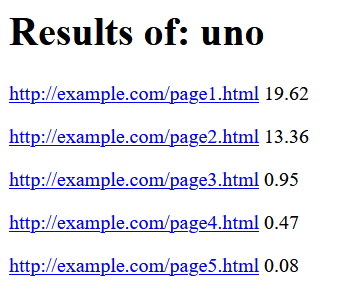 Results of: uno
http://example.com/page1.html 19.62
http://example.com/page2.html 13.36
http://example.com/page3.html 0.95
http://example.com/page4.html 0.47
http://example.com/page5.html 0.08